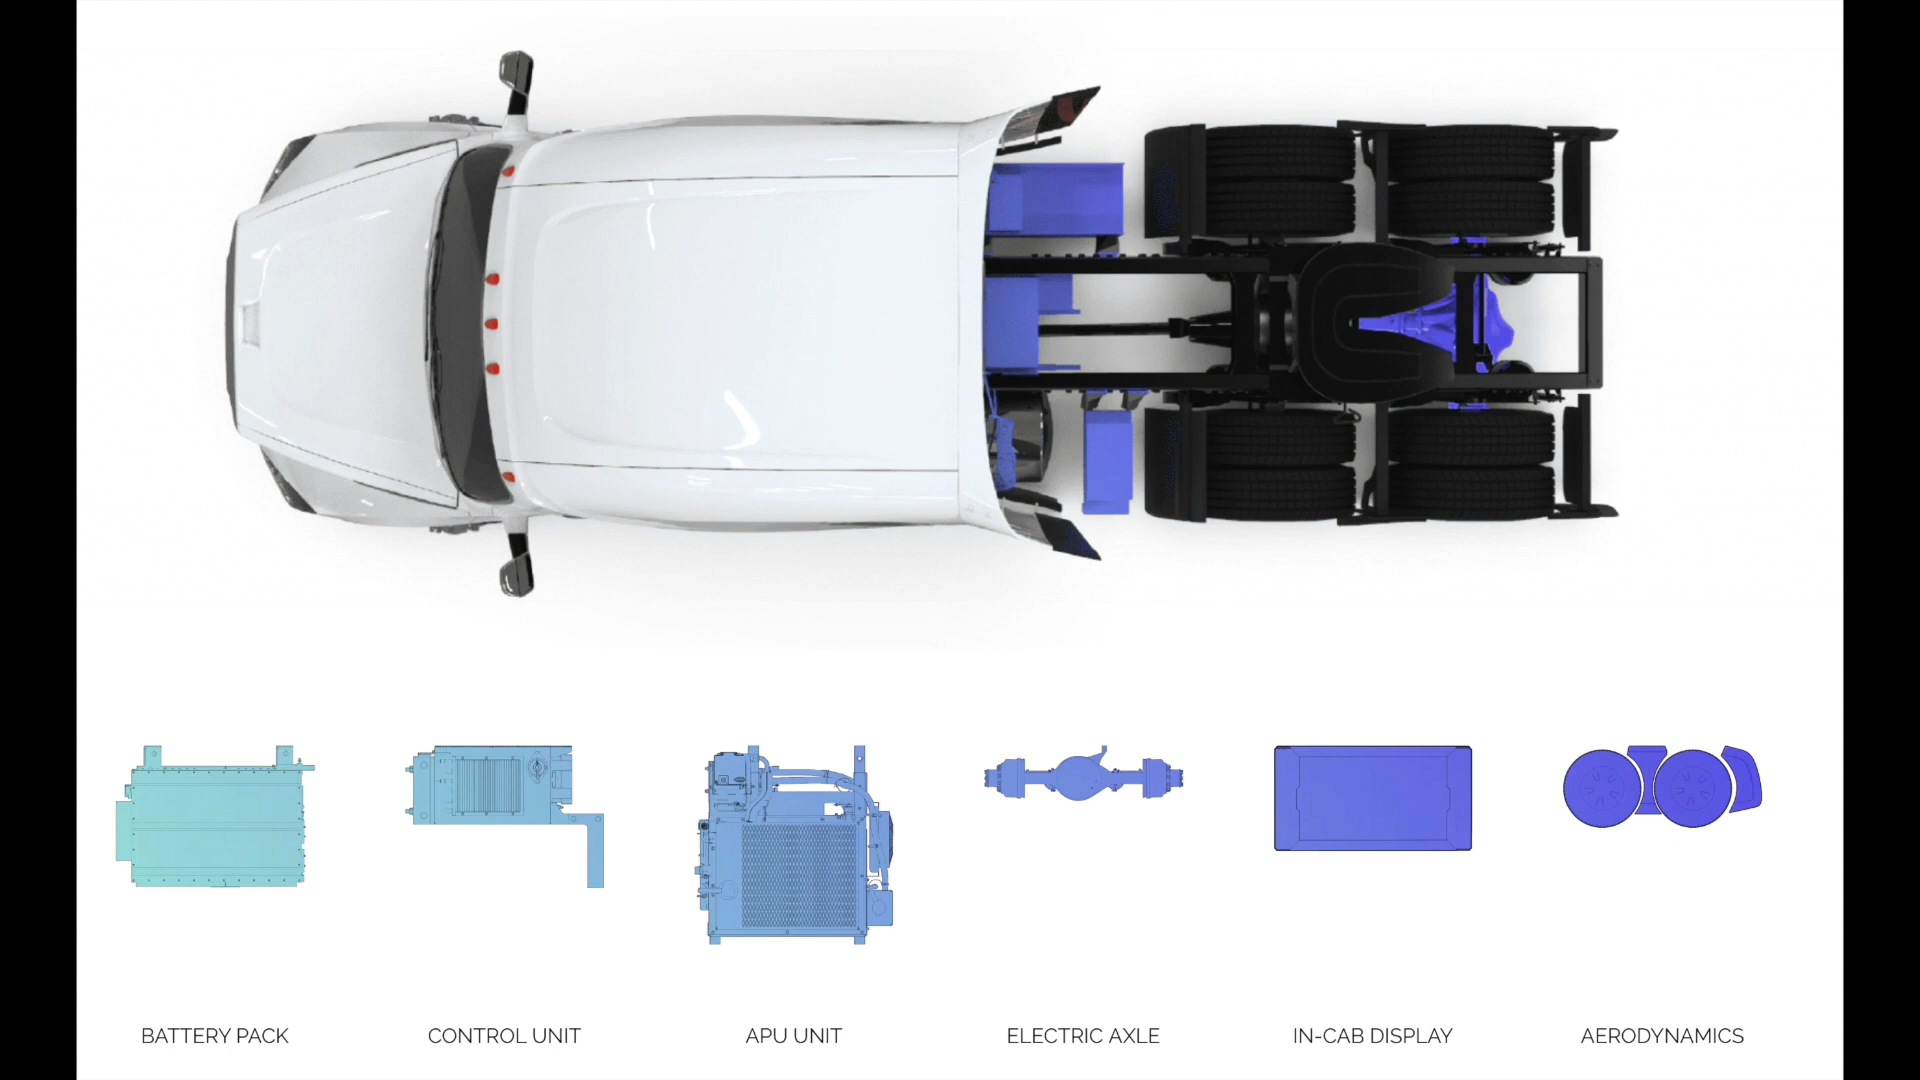 BATTERY PACK
CONTROL UNIT
APU UNIT
ELECTRIC AXLE
IN-CAB DISPLAY
AERODYNAMICS